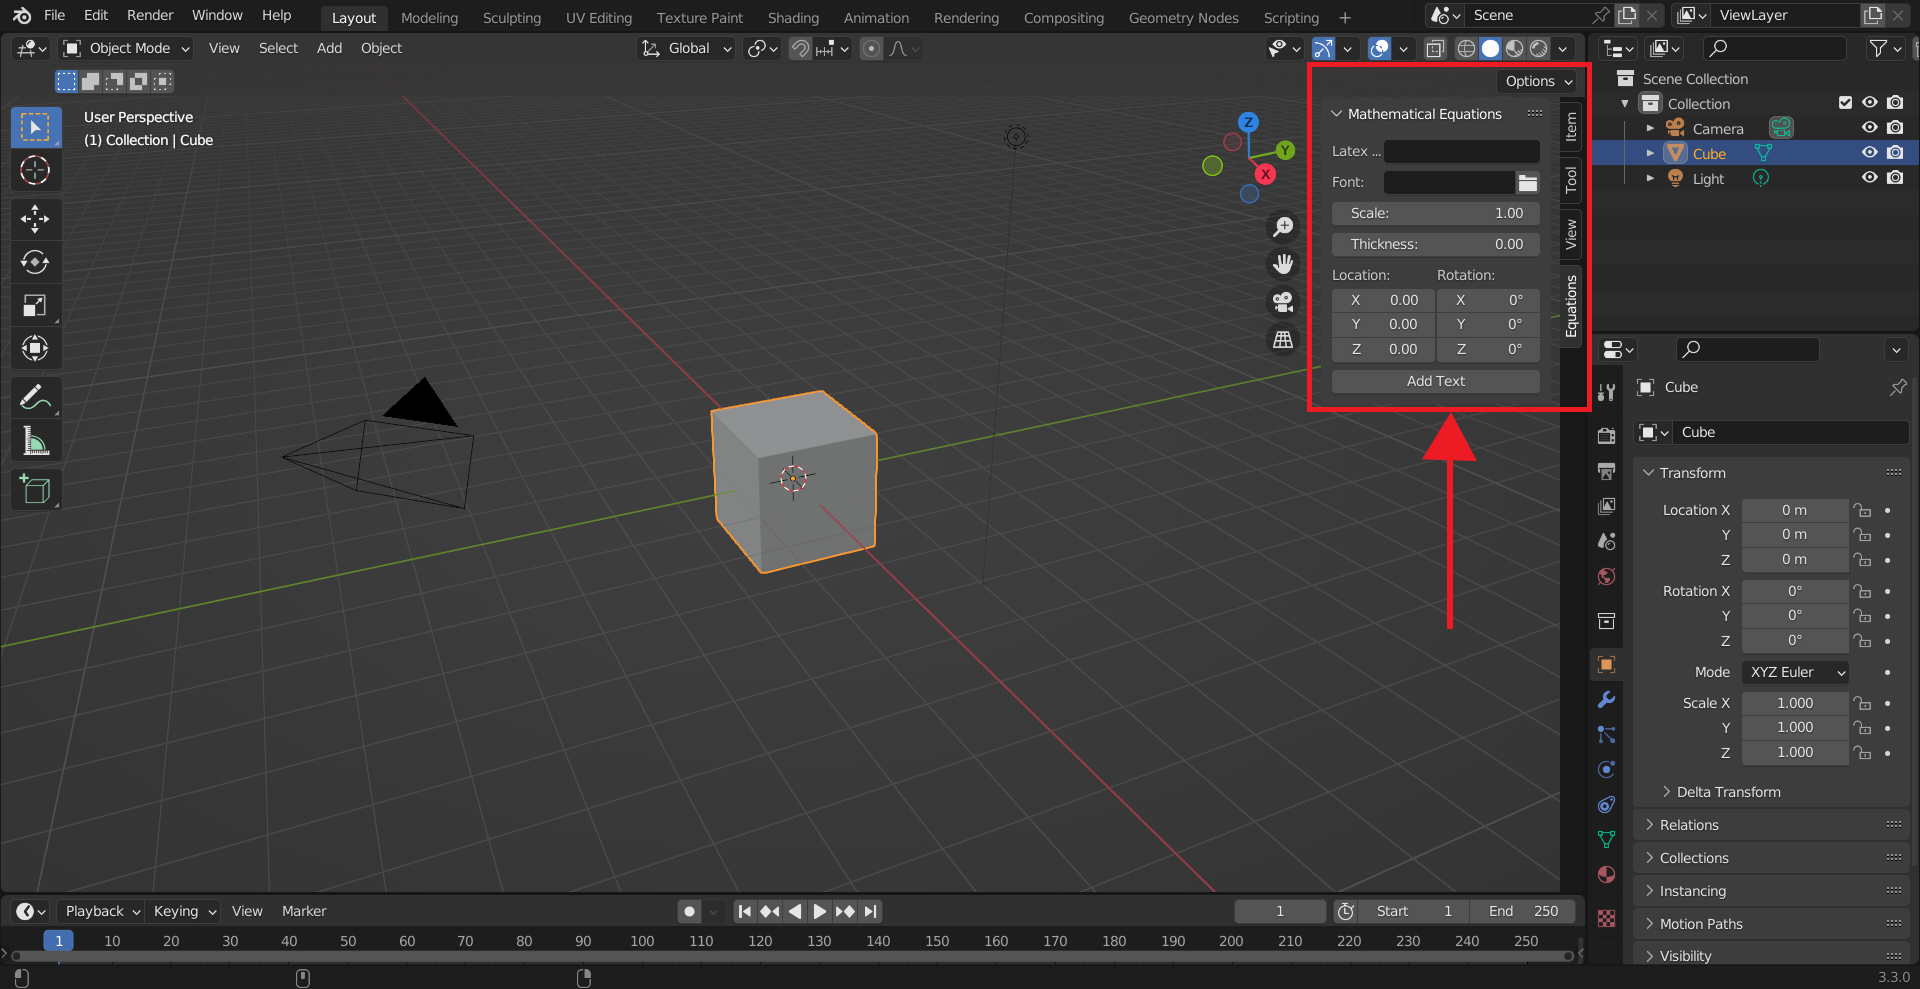 File Edit Render Window Help Layout Modeling Sculpting UV Editing Texture Paint Shading Animation Rendering Compositing Geometry Nodes Scripting + Scene ViewLayer
Object Mode View Select Add Object Global
Options
User Perspective
(1) Collection | Cube
Z
Y
X
Mathematical Equations
Latex ...
Font:
Scale: 1.00
Thickness: 0.00
Location: Rotation:
X 0.00 X 0°
Y 0.00 Y 0°
Z 0.00 Z 0°
Add Text
Item
Tool
View
Equations
Scene Collection
Collection
Camera
Cube
Light
Cube
Cube
Transform
Location X 0 m
Y 0 m
Z 0 m
Rotation X 0°
Y 0°
Z 0°
Mode XYZ Euler
Scale X 1.000
Y 1.000
Z 1.000
Delta Transform
Relations
Collections
Instancing
Motion Paths
Visibility
Playback Keying View Marker 1 Start 1 End 250
1 10 20 30 40 50 60 70 80 90 100 110 120 130 140 150 160 170 180 190 200 210 220 230 240 250
3.3.0